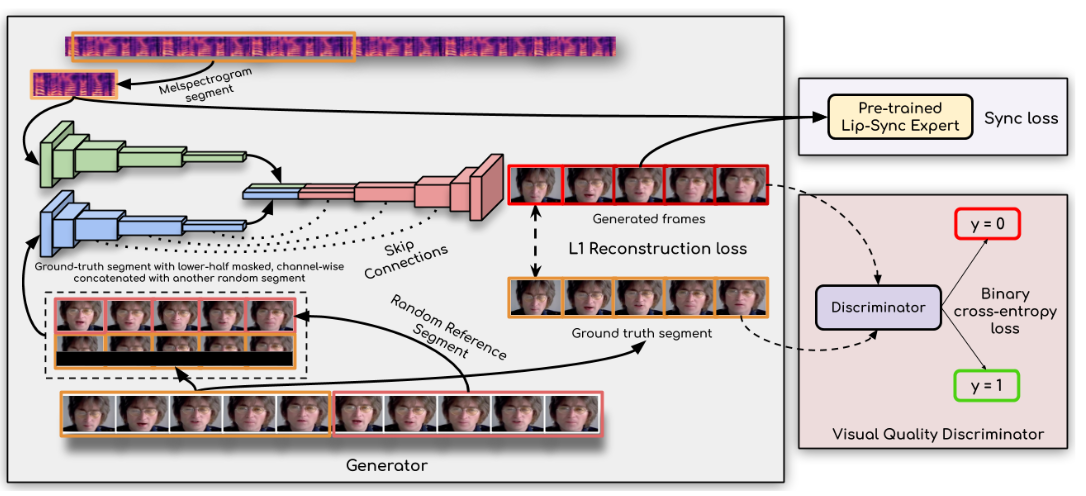 Melspectrogram
segment
Pre-trained
Lip-Sync Expert
Sync loss
Generated frames
L1 Reconstruction loss
Skip
Connections
Ground-truth segment with lower-half masked, channel-wise
concatenated with another random segment
Random Reference
Segment
Ground truth segment
y = 0
Discriminator
Binary
cross-entropy
loss
y = 1
Visual Quality Discriminator
Generator